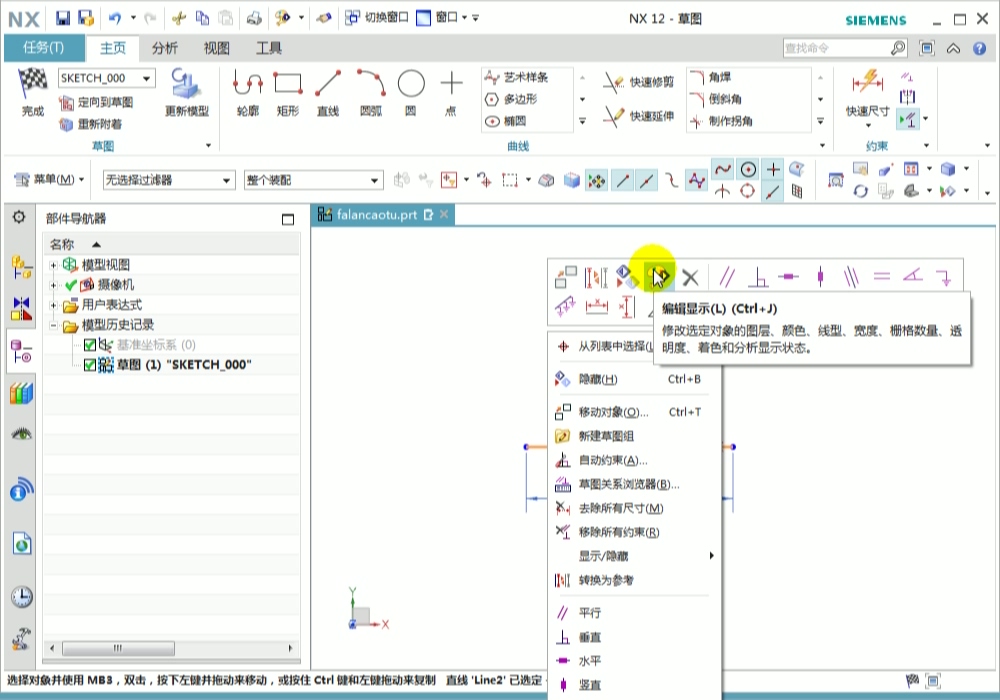 NX
切换窗口
窗口
NX 12 - 草图
SIEMENS
任务(T)
主页
分析
视图
工具
查找命令
完成
SKETCH_000
定向到草图
重新附着
更新模型
轮廓
矩形
直线
圆弧
圆
点
艺术样条
多边形
椭圆
快速修剪
快速延伸
角焊
倒斜角
制作拐角
快速尺寸
草图
曲线
约束
菜单(M)
无选择过滤器
整个装配
部件导航器
falancaotu.prt
名称
模型视图
摄像机
用户表达式
模型历史记录
基准坐标系 (0)
草图 (1) "SKETCH_000"
编辑显示(L) (Ctrl+J)
修改选定对象的图层、颜色、线型、宽度、栅格数量、透
明度、着色和分析显示状态。
从列表中选择(L
隐藏(H) Ctrl+B
移动对象(O)... Ctrl+T
新建草图组
自动约束(A)...
草图关系浏览器(B)...
去除所有尺寸(M)
移除所有约束(R)
显示/隐藏
转换为参考
平行
垂直
水平
竖直
Y
X
选择对象并使用 MB3，双击，按下左键并拖动来移动，或按住 Ctrl 键和左键拖动来复制 直线 'Line2' 已选定